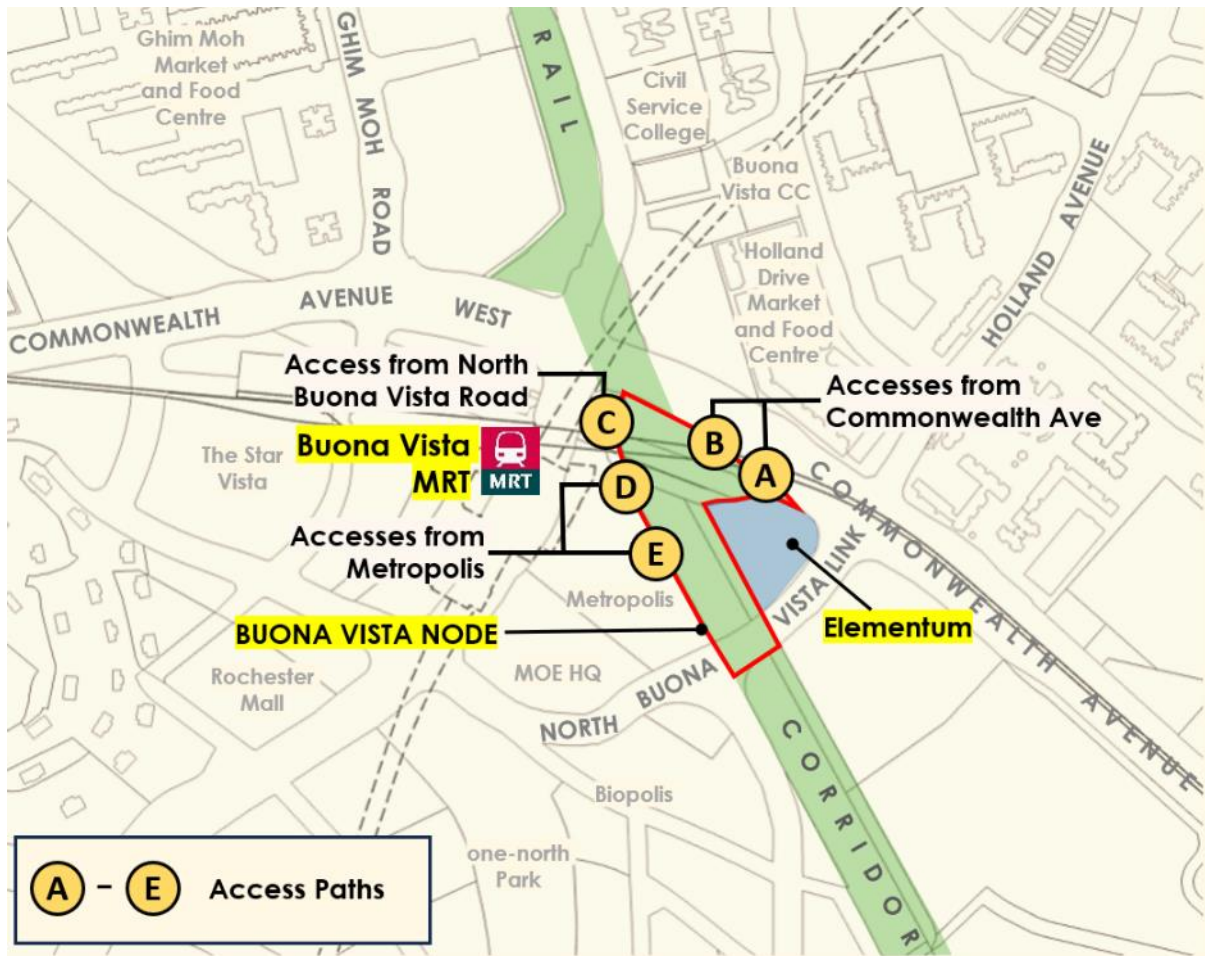 Ghim Moh
Market
and Food
Centre
GHIM MOH ROAD
RAIL
Civil
Service
College
Buona
Vista CC
HOLLAND AVENUE
Holland
Drive
Market
and Food
Centre
COMMONWEALTH AVENUE WEST
Access from North
Buona Vista Road
C
B
A
Accesses from
Commonwealth Ave
Buona Vista
MRT
MRT
The Star
Vista
D
E
Accesses from
Metropolis
Metropolis
COMMONWEALTH AVENUE
BUONA VISTA NODE
Elementum
NORTH BUONA VISTA LINK
MOE HQ
Rochester
Mall
CORRIDOR
Biopolis
one-north
Park
A - E Access Paths